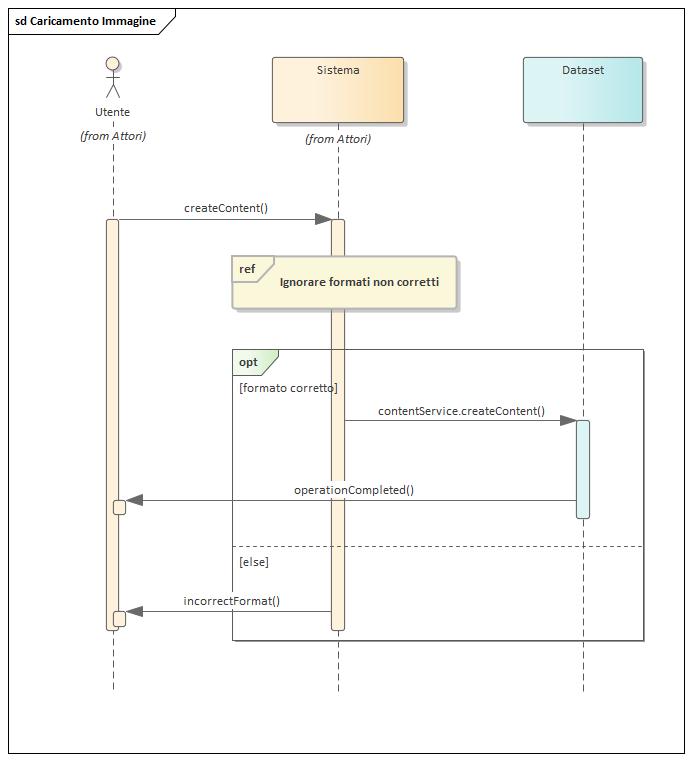 sd Caricamento Immagine
Utente
(from Attori)
Sistema
(from Attori)
Dataset
createContent()
ref
Ignorare formati non corretti
opt
[formato corretto]
contentService.createContent()
operationCompleted()
[else]
incorrectFormat()